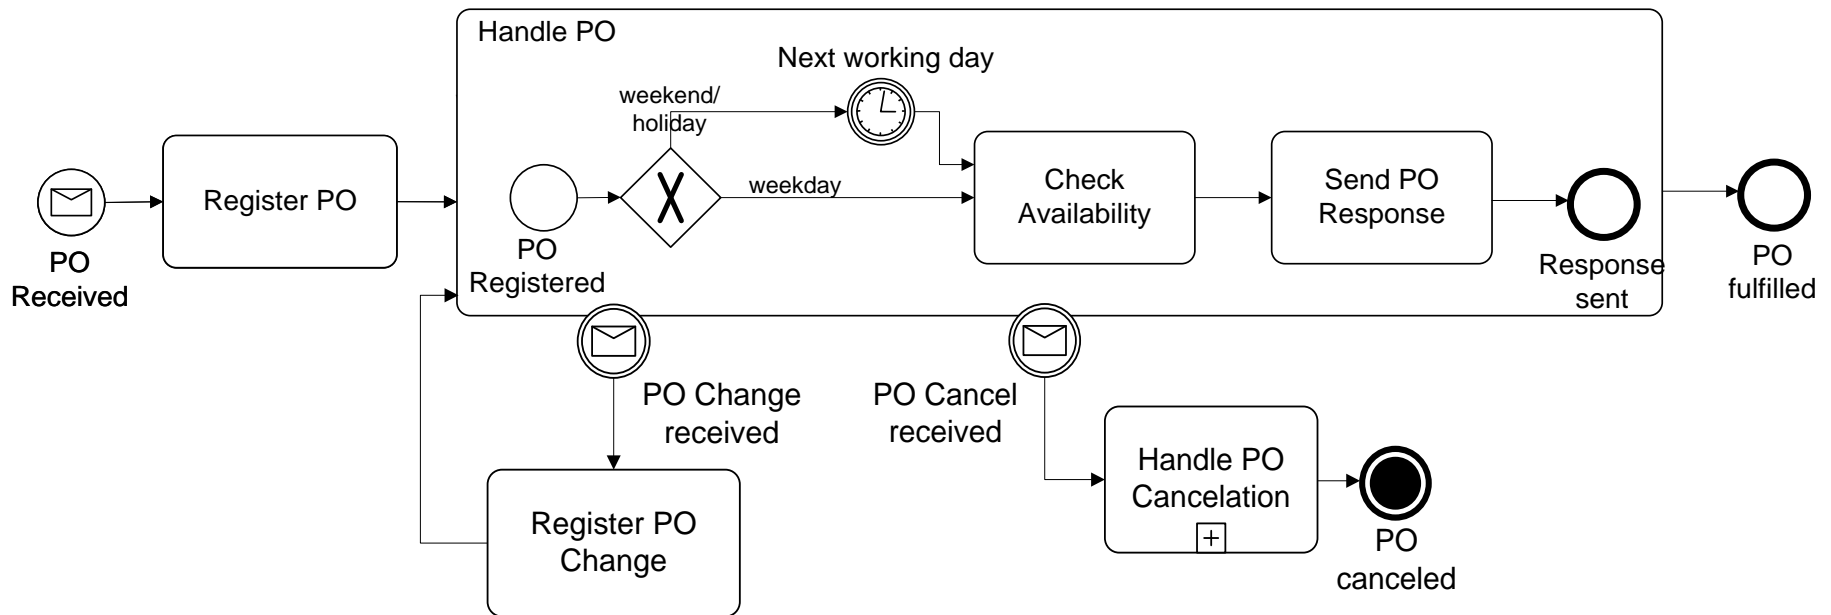 Handle PO
Next working day
weekend/
holiday
Register PO
weekday
Check
Availability
Send PO
Response
PO
Received
PO
Registered
Response
sent
PO
fulfilled
PO Change
received
PO Cancel
received
Handle PO
Cancelation
Register PO
Change
PO
canceled